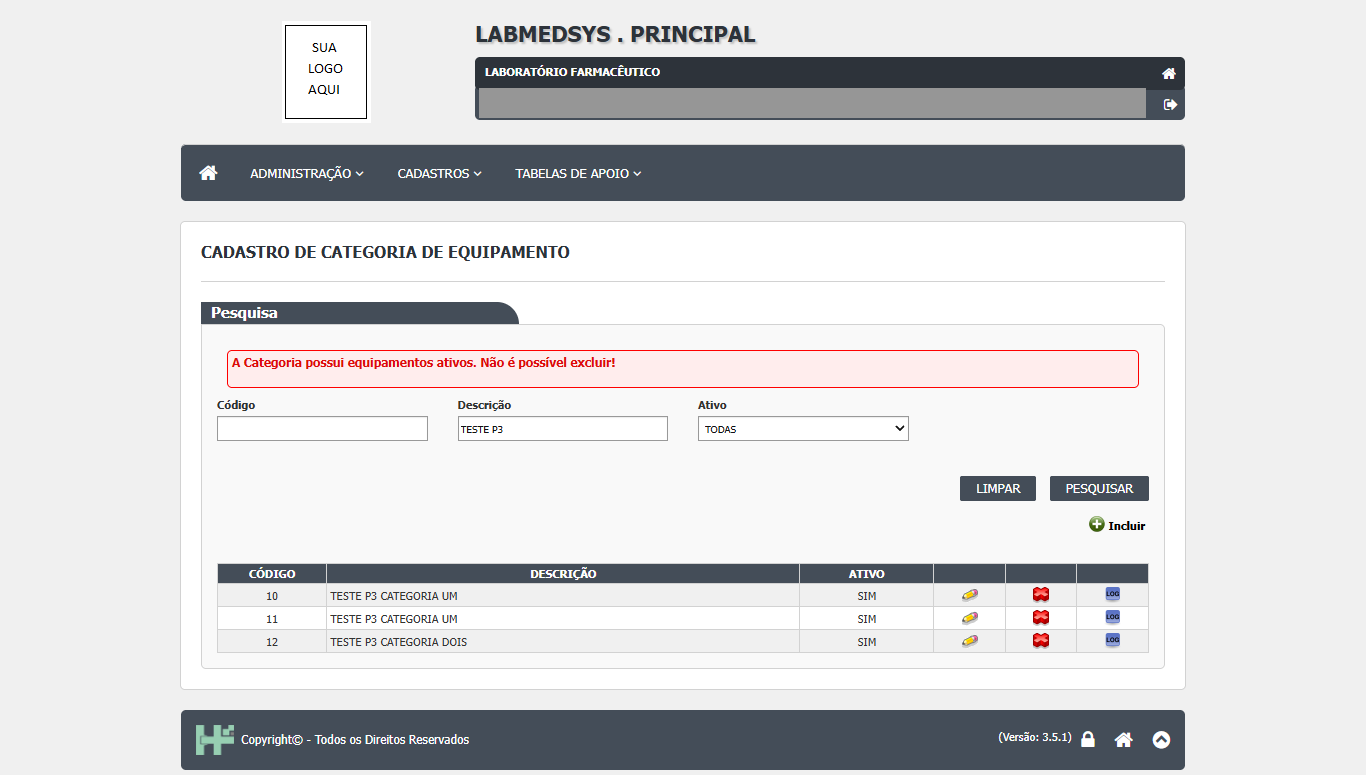 SUA
LOGO
AQUI
LABMEDSYS . PRINCIPAL
LABORATÓRIO FARMACÊUTICO
ADMINISTRAÇÃO CADASTROS TABELAS DE APOIO
CADASTRO DE CATEGORIA DE EQUIPAMENTO
Pesquisa
A Categoria possui equipamentos ativos. Não é possível excluir!
Código Descrição Ativo
TESTE P3 TODAS
LIMPAR PESQUISAR
Incluir
CÓDIGO DESCRIÇÃO ATIVO
10 TESTE P3 CATEGORIA UM SIM LOG
11 TESTE P3 CATEGORIA UM SIM LOG
12 TESTE P3 CATEGORIA DOIS SIM LOG
Copyright© - Todos os Direitos Reservados (Versão: 3.5.1)